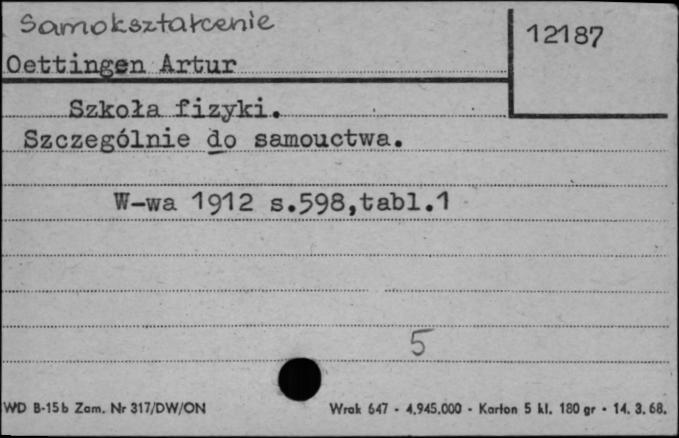 Samokształcenie
12187
Oettingen Artur
Szkoła fizyki.
Szczególnie do samouctwa.
W-wa 1912 s.598,tabl.1
5
WD B-15b Zam. Nr 317/DW/ON
Wrak 647 - 4.945.000 - Karton 5 kl. 180 gr - 14. 3. 68.